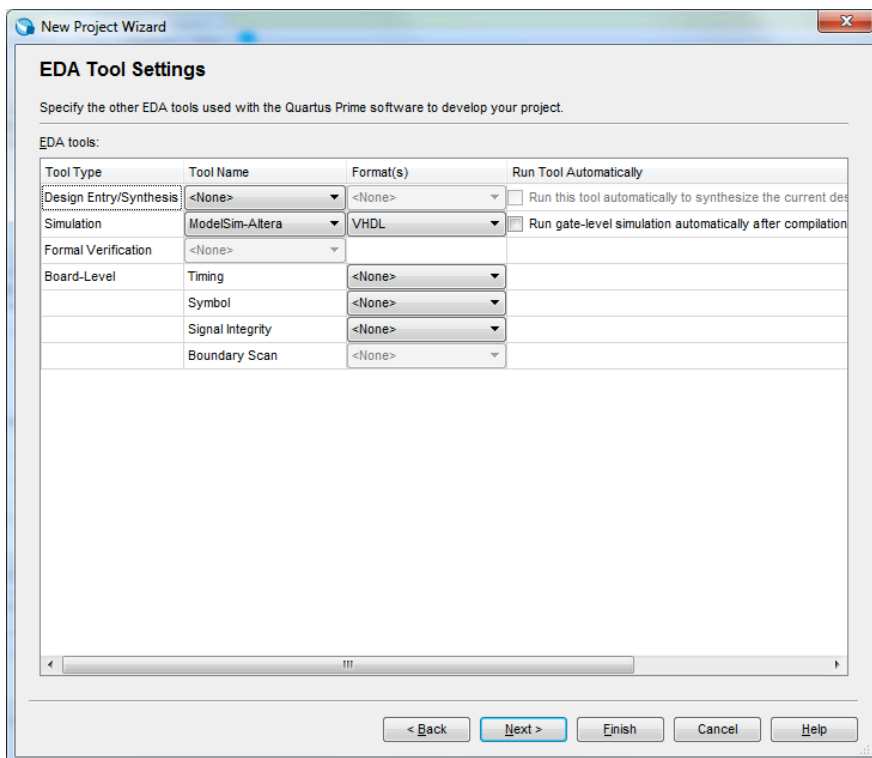 New Project Wizard
EDA Tool Settings
Specify the other EDA tools used with the Quartus Prime software to develop your project.
EDA tools:
Tool Type Tool Name Format(s) Run Tool Automatically
Design Entry/Synthesis <None> <None> Run this tool automatically to synthesize the current des
Simulation ModelSim-Altera VHDL Run gate-level simulation automatically after compilation
Formal Verification <None>
Board-Level Timing <None>
Symbol <None>
Signal Integrity <None>
Boundary Scan <None>
< Back Next > Finish Cancel Help